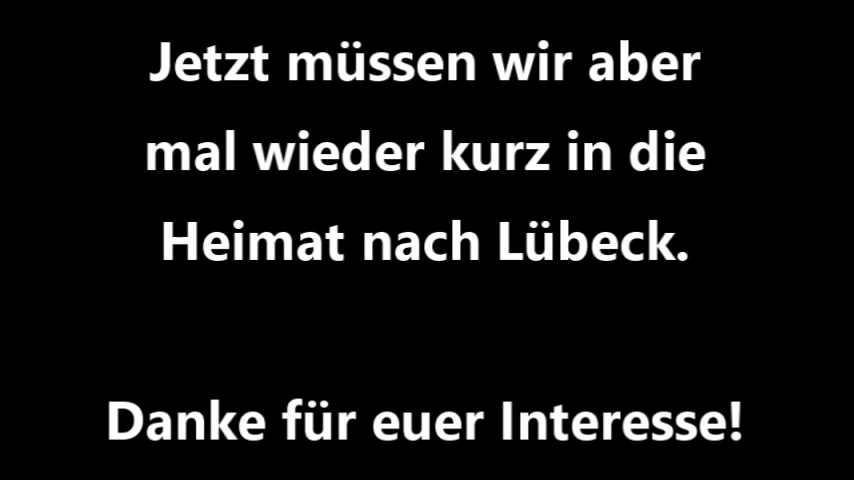 Jetzt müssen wir aber
mal wieder kurz in die
Heimat nach Lübeck.
Danke für euer Interesse!